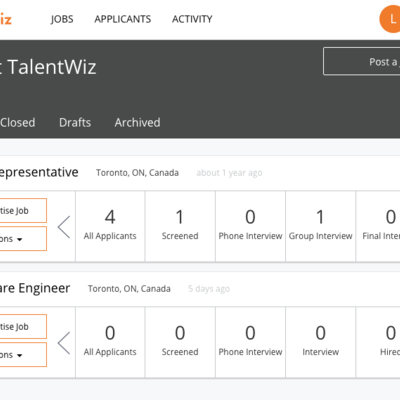 iz JOBS APPLICANTS ACTIVITY L
t TalentWiz Post a
Closed Drafts Archived
epresentative Toronto, ON, Canada about 1 year ago
tise Job
ons
4 1 0 1 0
All Applicants Screened Phone Interview Group Interview Final Inte
are Engineer Toronto, ON, Canada 5 days ago
tise Job
ons
0 0 0 0 0
All Applicants Screened Phone Interview Interview Hired